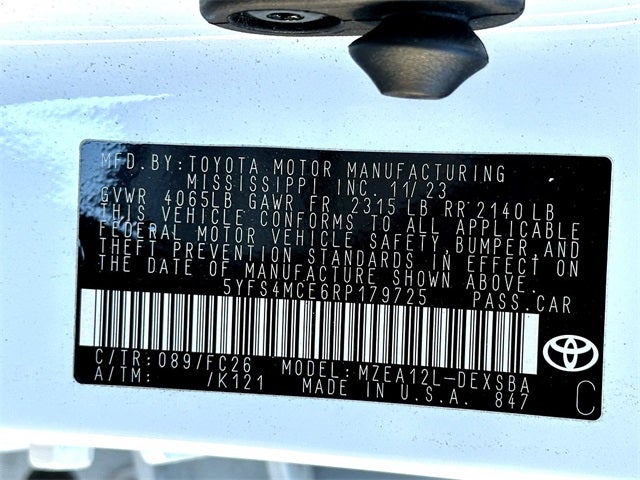 MFD.BY:TOYOTA MOTOR MANUFACTURING
MISSISSIPPI INC. 11/23
GVWR 4065LB GAWR FR 2315 LB RR 2140 LB
THIS VEHICLE CONFORMS TO ALL APPLICABLE
FEDERAL MOTOR VEHICLE SAFETY, BUMPER AND
THEFT PREVENTION STANDARDS IN EFFECT ON
THE DATE OF MANUFACTURE SHOWN ABOVE.
5YFS4MCE6RP179725 PASS.CAR
C/TR:089/FC26 MODEL:MZEA12L-DEXSBA
A/TM: /K121 MADE IN U.S.A. 847
C